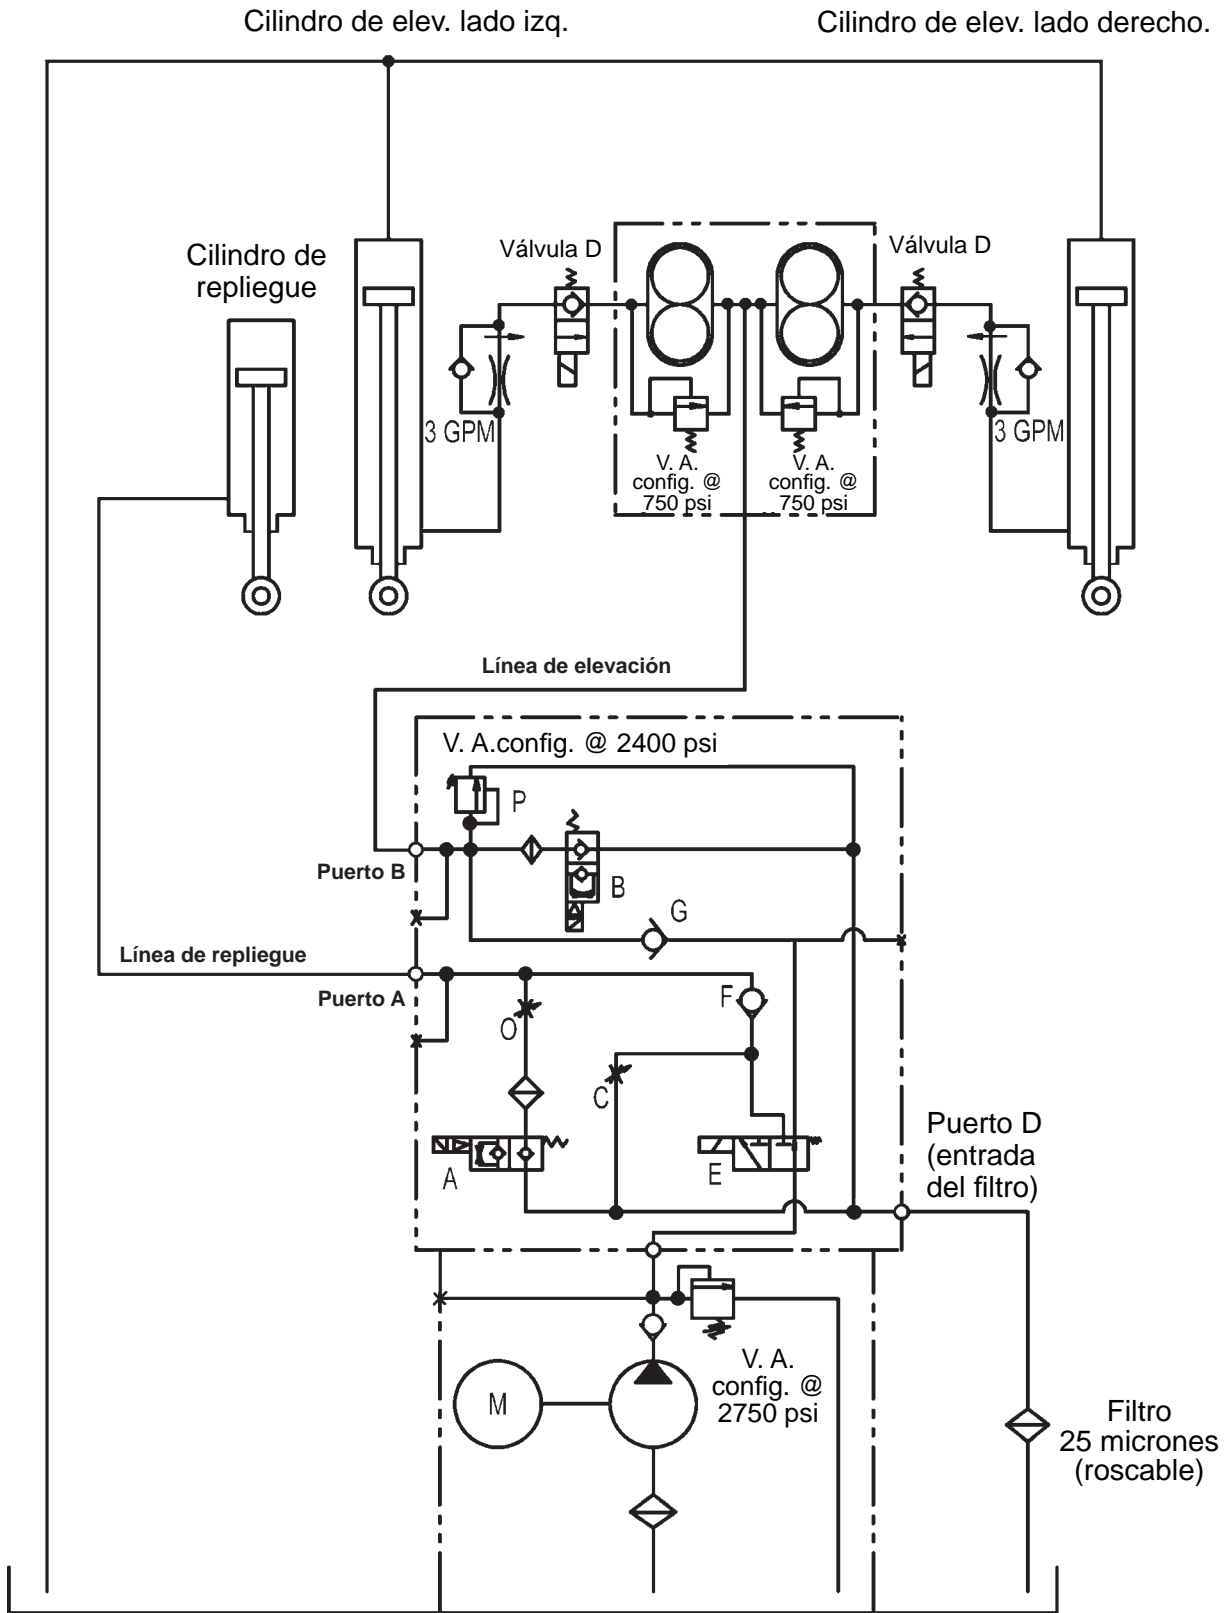 Cilindro de elev. lado izq.
Cilindro de elev. lado derecho.
Cilindro de
repliegue
Válvula D
Válvula D
3 GPM
3 GPM
V. A.
config. @
750 psi
V. A.
config. @
750 psi
Línea de elevación
V. A.config. @ 2400 psi
P
Puerto B
B
G
Línea de repliegue
Puerto A
F
O
C
A
E
Puerto D
(entrada
del filtro)
V. A.
config. @
2750 psi
M
Filtro
25 micrones
(roscable)